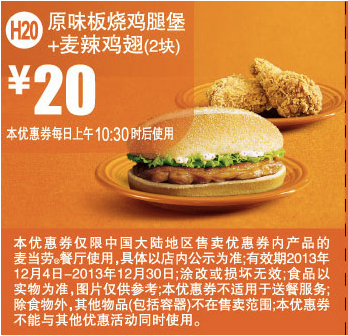 H20 原味板烧鸡腿堡
+麦辣鸡翅(2块)
¥20
本优惠券每日上午10:30时后使用
本优惠券仅限中国大陆地区售卖优惠券内产品的
麦当劳®餐厅使用,具体以店内公示为准;有效期2013年
12月4日-2013年12月30日;涂改或损坏无效;食品以
实物为准,图片仅供参考;本优惠券不适用于送餐服务;
除食物外,其他物品(包括容器)不在售卖范围;本优惠券
不能与其他优惠活动同时使用。